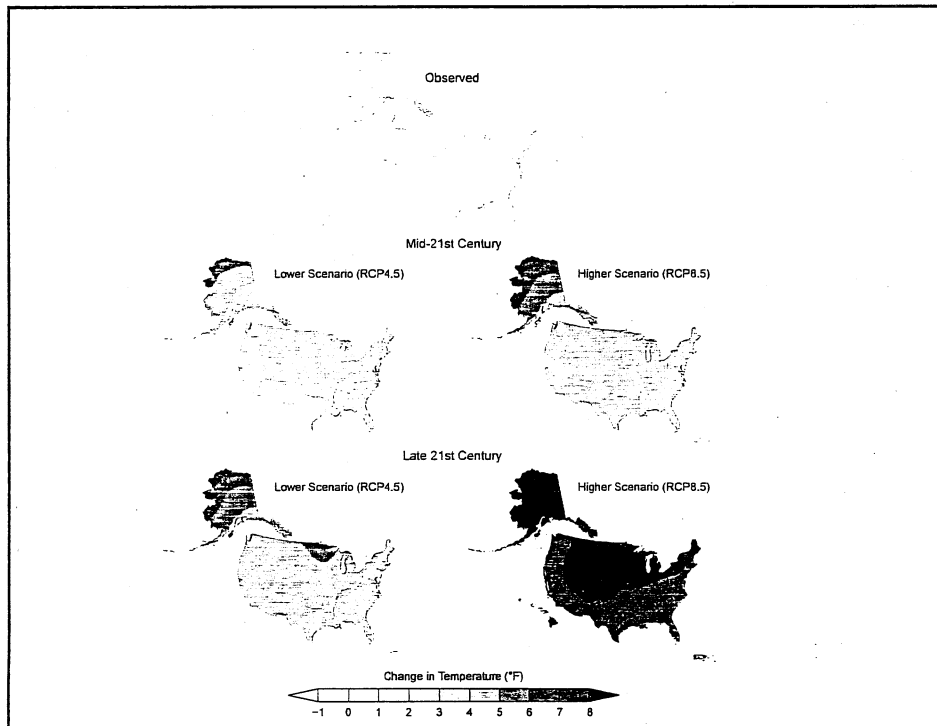 Observed
Mid-21st Century
Lower Scenario (RCP4.5)
Higher Scenario (RCP8.5)
Late 21st Century
Lower Scenario (RCP4.5)
Higher Scenario (RCP8.5)
Change in Temperature (°F)
−1 0 1 2 3 4 5 6 7 8